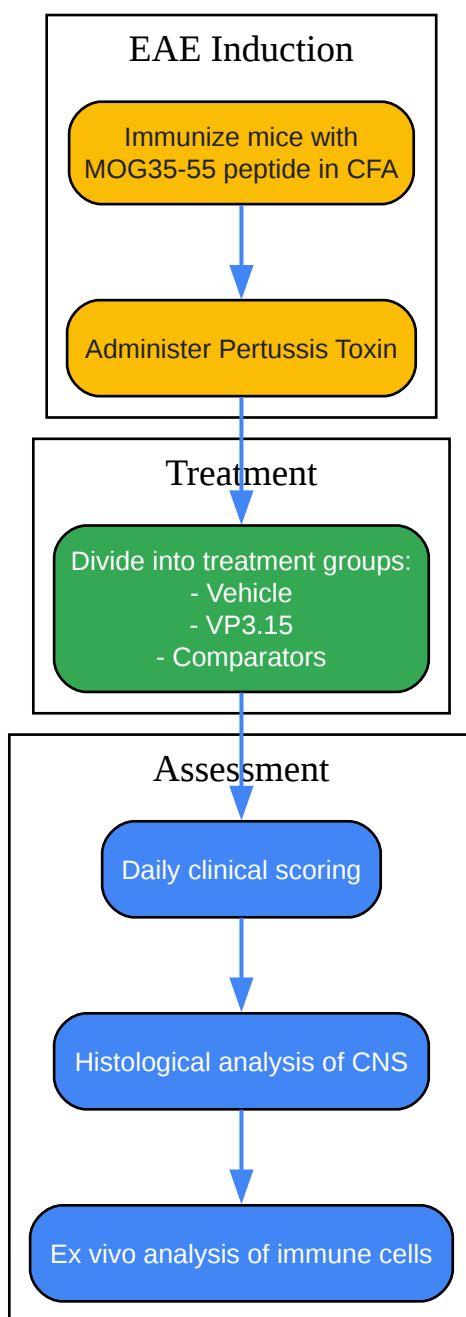 EAE Induction
Immunize mice with
MOG35-55 peptide in CFA
Administer Pertussis Toxin
Treatment
Divide into treatment groups:
- Vehicle
- VP3.15
- Comparators
Assessment
Daily clinical scoring
Histological analysis of CNS
Ex vivo analysis of immune cells